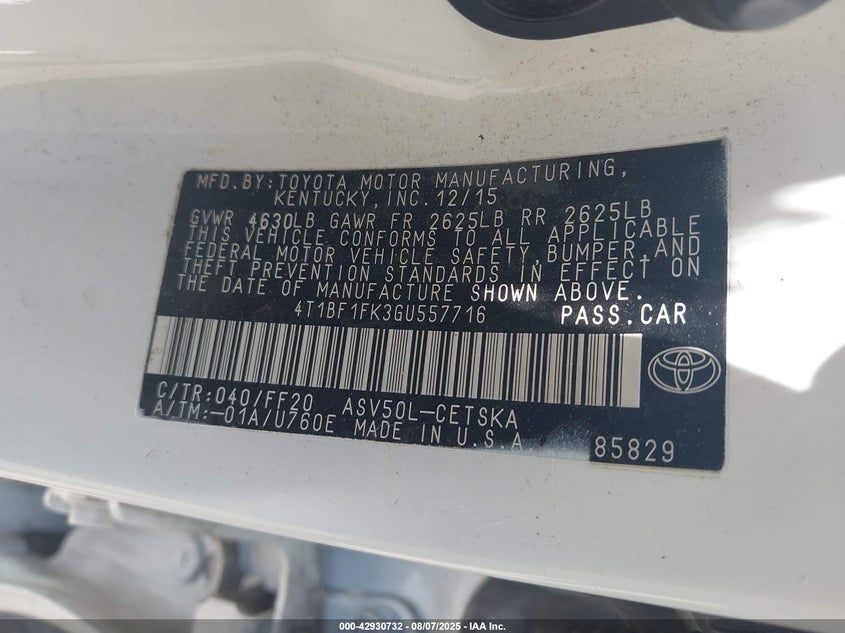 MFD.BY:TOYOTA MOTOR MANUFACTURING,
KENTUCKY, INC. 12/15
GVWR 4630LB GAWR FR 2625LB RR 2625LB
THIS VEHICLE CONFORMS TO ALL APPLICABLE
FEDERAL MOTOR VEHICLE SAFETY,BUMPER,AND
THEFT PREVENTION STANDARDS IN EFFECT ON
THE DATE OF MANUFACTURE SHOWN ABOVE.
4T1BF1FK3GU557716 PASS.CAR
C/TR:040/FF20 ASV50L-CETSKA
A/TM:-01A/U760E MADE IN U.S.A
85829
000-42930732 - 08/07/2025 - IAA Inc.